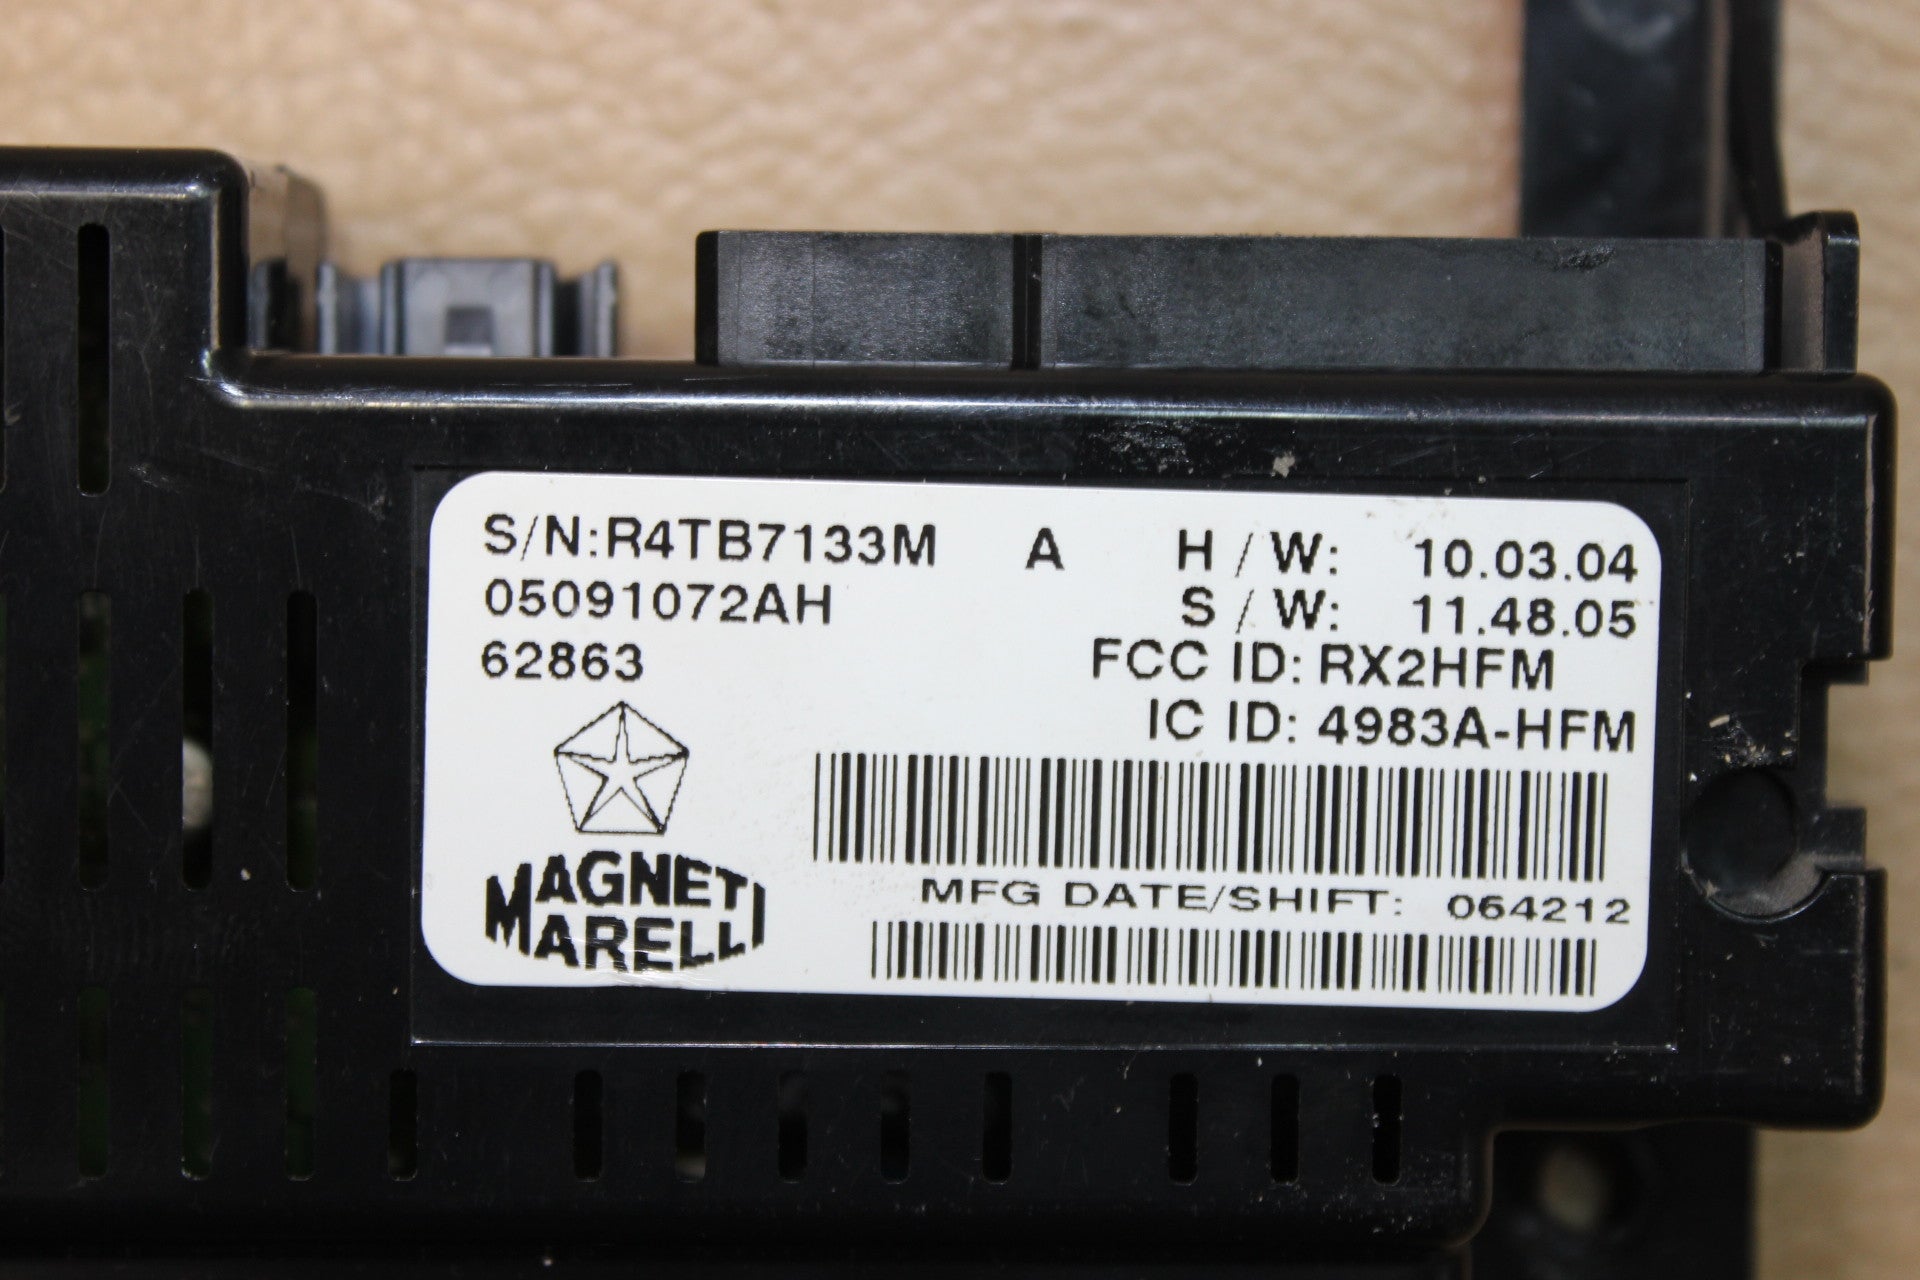 S/N:R4TB7133M A H/W: 10.03.04
05091072AH S/W: 11.48.05
62863 FCC ID: RX2HFM
IC ID: 4983A-HFM
MAGNETI
MARELLI
MFG DATE/SHIFT: 064212